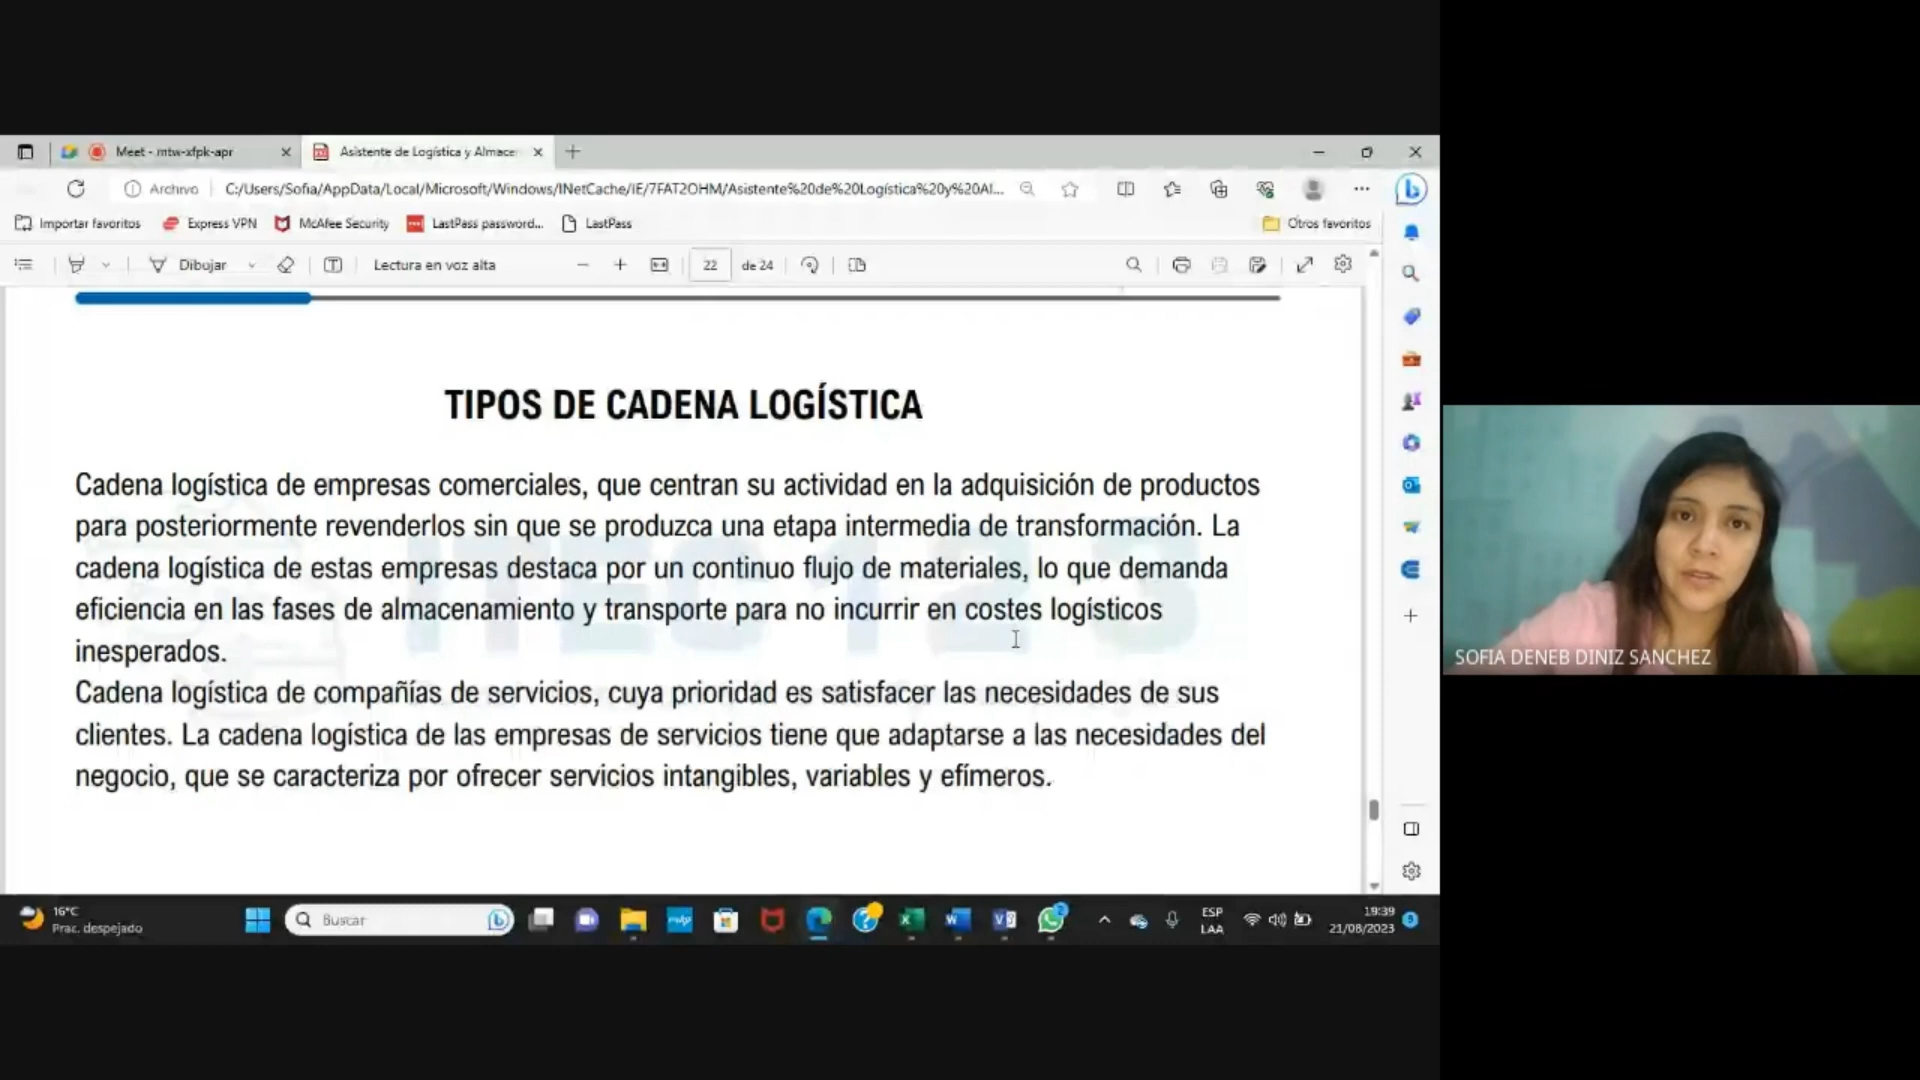 Meet - mtw-xfpk-apr
Asistente de Logística y Almacen
Archivo
C:/Users/Sofia/AppData/Local/Microsoft/Windows/INetCache/IE/7FAT2OHM/Asistente%20de%20Logística%20y%20Al...
Importar favoritos
Express VPN
McAfee Security
LastPass password...
LastPass
Otros favoritos
Dibujar
Lectura en voz alta
22
de 24
TIPOS DE CADENA LOGÍSTICA
Cadena logística de empresas comerciales, que centran su actividad en la adquisición de productos
para posteriormente revenderlos sin que se produzca una etapa intermedia de transformación. La
cadena logística de estas empresas destaca por un continuo flujo de materiales, lo que demanda
eficiencia en las fases de almacenamiento y transporte para no incurrir en costes logísticos
inesperados.
Cadena logística de compañías de servicios, cuya prioridad es satisfacer las necesidades de sus
clientes. La cadena logística de las empresas de servicios tiene que adaptarse a las necesidades del
negocio, que se caracteriza por ofrecer servicios intangibles, variables y efímeros.
ITEC 123
SOFIA DENEB DINIZ SANCHEZ
16°C
Prac. despejado
Buscar
ESP
LAA
19:39
21/08/2023